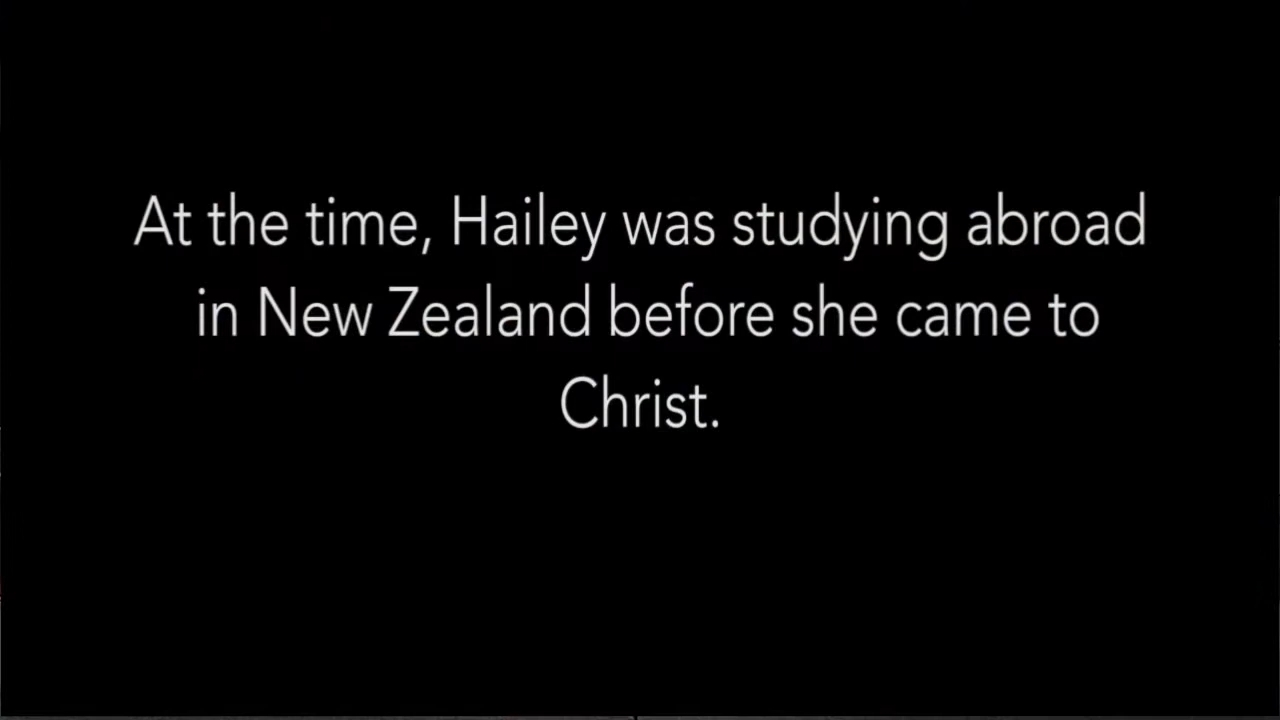 At the time, Hailey was studying abroad
in New Zealand before she came to
Christ.